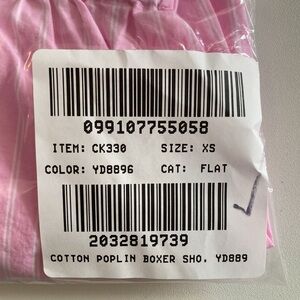 099107755058
ITEM: CK330 SIZE: XS
COLOR: YD8896 CAT: FLAT
2032819739
COTTON POPLIN BOXER SHO, YD889